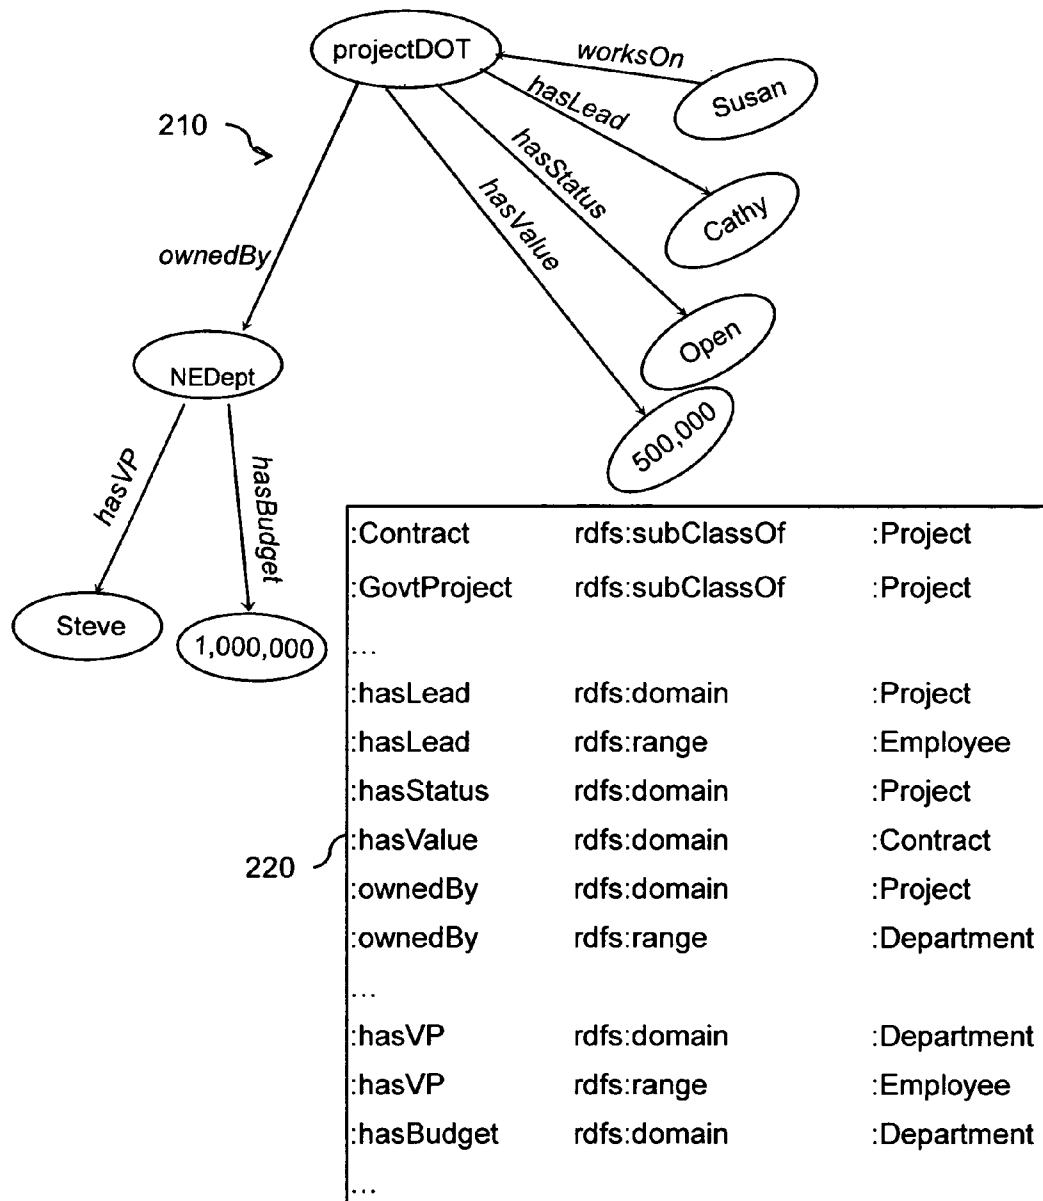 projectDOT
worksOn
Susan
hasLead
210
hasStatus
Cathy
hasValue
ownedBy
Open
NEDept
500,000
hasVP
hasBudget
Steve
1,000,000
:Contract rdfs:subClassOf :Project
:GovtProject rdfs:subClassOf :Project
...
:hasLead rdfs:domain :Project
:hasLead rdfs:range :Employee
:hasStatus rdfs:domain :Project
:hasValue rdfs:domain :Contract
220
:ownedBy rdfs:domain :Project
:ownedBy rdfs:range :Department
...
:hasVP rdfs:domain :Department
:hasVP rdfs:range :Employee
:hasBudget rdfs:domain :Department
...